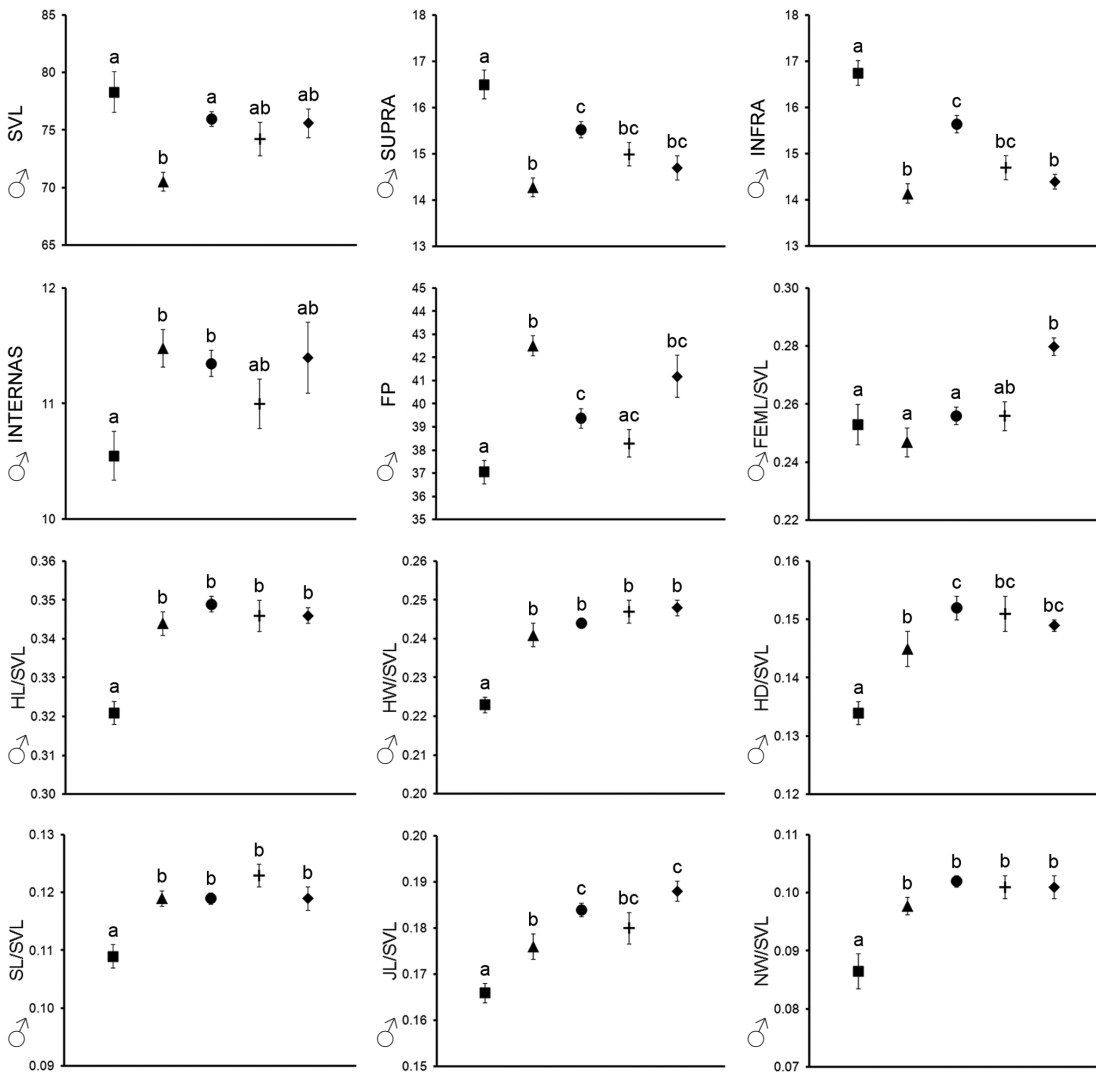 85
80
75
70
65
♂ SVL
a
b
a
ab
ab
18
17
16
15
14
13
♂ SUPRA
a
b
c
bc
bc
18
17
16
15
14
13
♂ INFRA
a
b
c
bc
b
12
11
10
♂ INTERNAS
a
b
b
ab
ab
45
44
43
42
41
40
39
38
37
36
35
♂ FP
a
b
c
ac
bc
0.30
0.28
0.26
0.24
0.22
♂ FEML/SVL
a
a
a
ab
b
0.36
0.35
0.34
0.33
0.32
0.31
0.30
♂ HL/SVL
a
b
b
b
b
0.26
0.25
0.24
0.23
0.22
0.21
0.20
♂ HW/SVL
a
b
b
b
b
0.16
0.15
0.14
0.13
0.12
♂ HD/SVL
a
b
c
bc
bc
0.13
0.12
0.11
0.10
0.09
♂ SL/SVL
a
b
b
b
b
0.20
0.19
0.18
0.17
0.16
0.15
♂ JL/SVL
a
b
c
bc
c
0.11
0.10
0.09
0.08
0.07
♂ NW/SVL
a
b
b
b
b